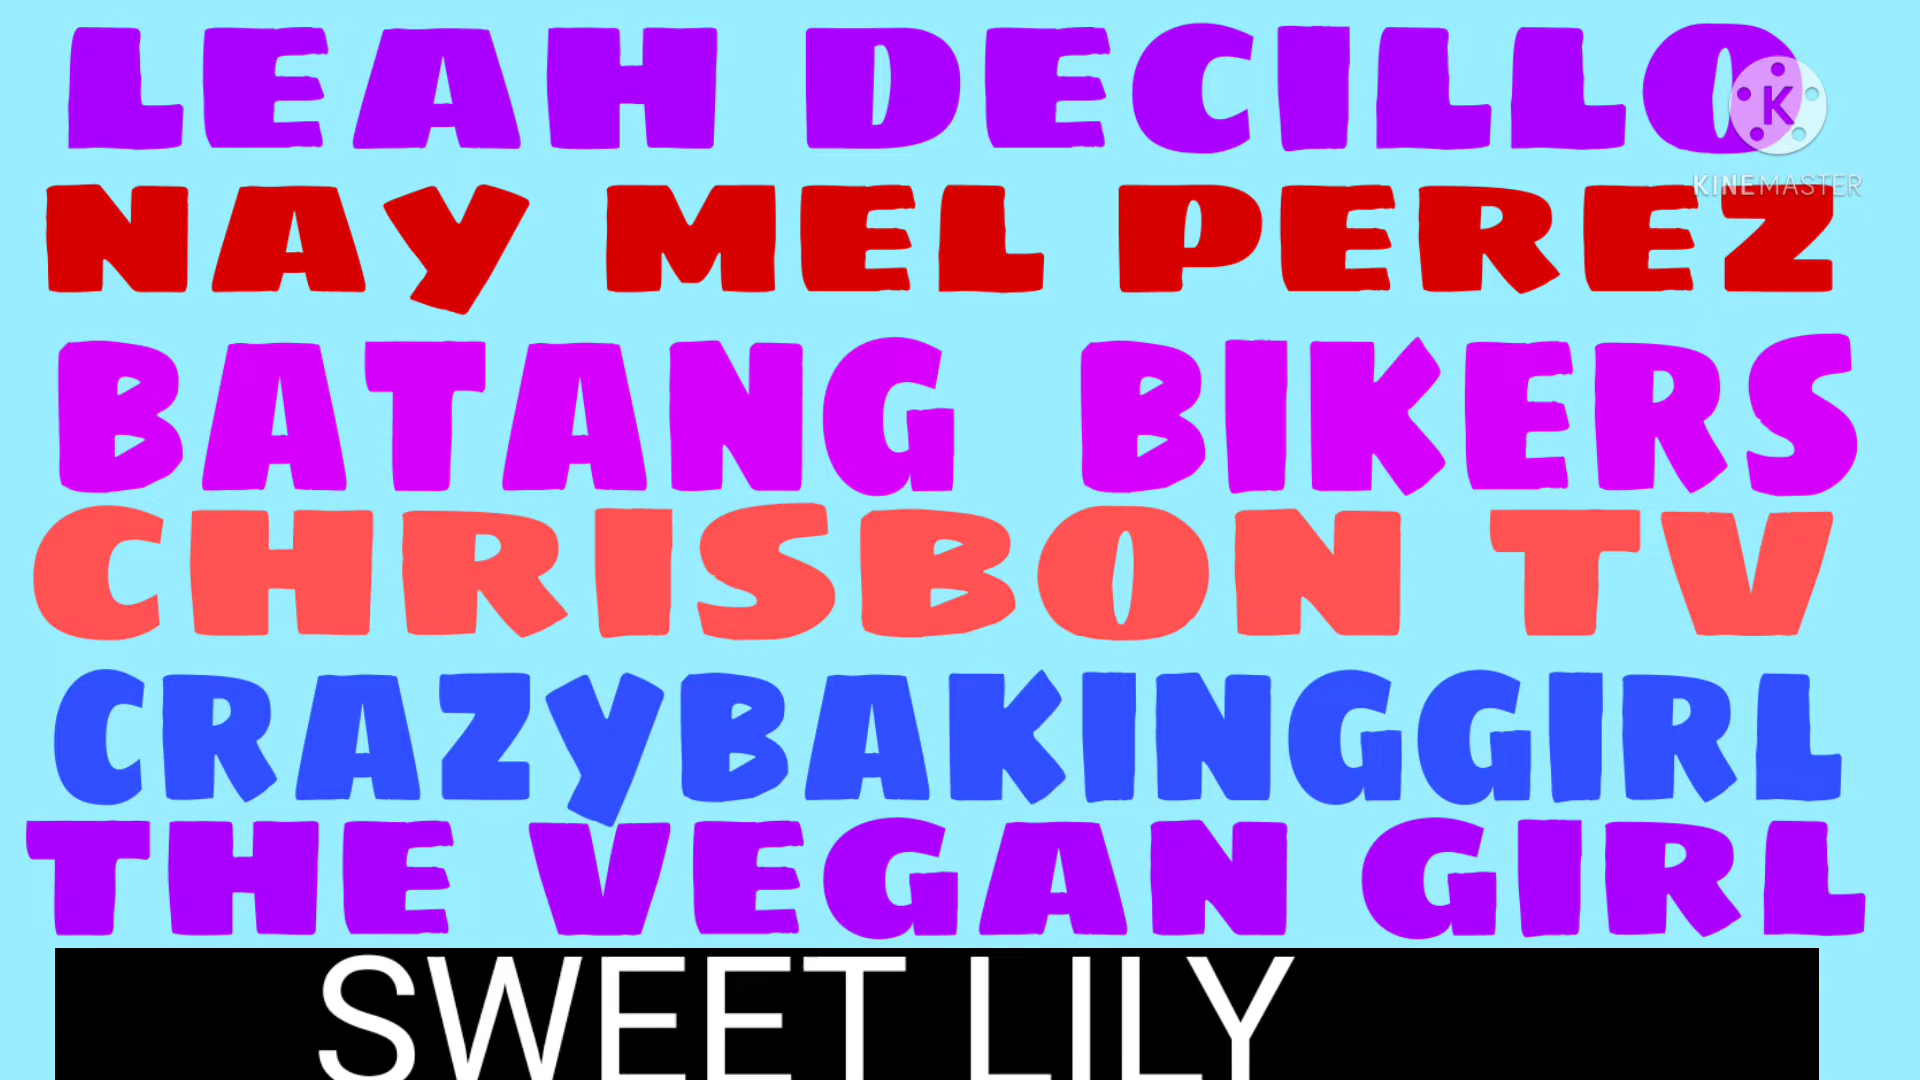 LEAH DECILLO
K
KINEMASTER
NAY MEL PEREZ
BATANG BIKERS
CHRISBON TV
CRAZYBAKINGGIRL
THE VEGAN GIRL
SWEET LILY